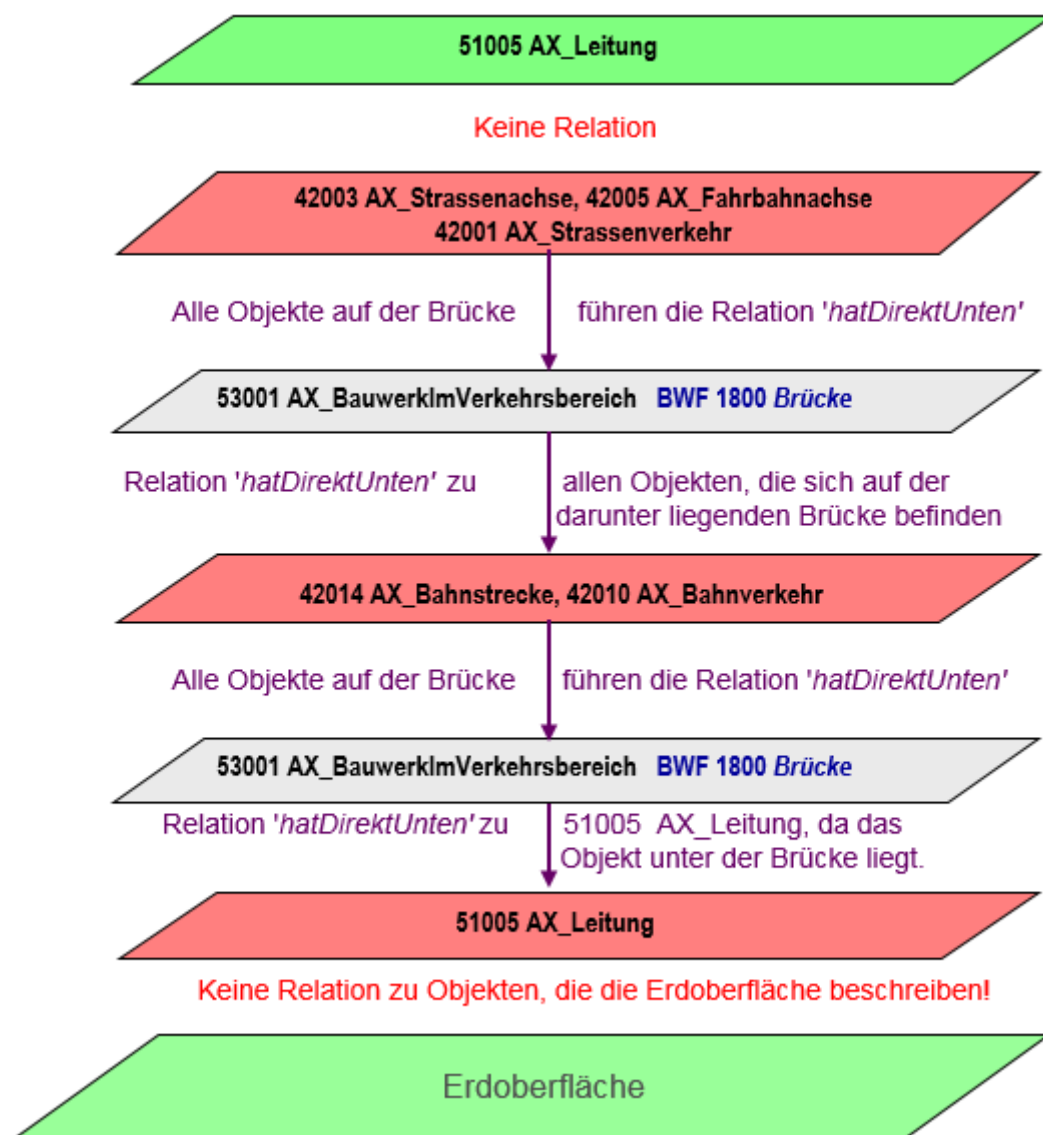 51005 AX_Leitung
Keine Relation
42003 AX_Strassenachse, 42005 AX_Fahrbahnachse
42001 AX_Strassenverkehr
Alle Objekte auf der Brücke führen die Relation 'hatDirektUnten'
53001 AX_BauwerkImVerkehrsbereich BWF 1800 Brücke
Relation 'hatDirektUnten' zu allen Objekten, die sich auf der
darunter liegenden Brücke befinden
42014 AX_Bahnstrecke, 42010 AX_Bahnverkehr
Alle Objekte auf der Brücke führen die Relation 'hatDirektUnten'
53001 AX_BauwerkImVerkehrsbereich BWF 1800 Brücke
Relation 'hatDirektUnten' zu 51005 AX_Leitung, da das
Objekt unter der Brücke liegt.
51005 AX_Leitung
Keine Relation zu Objekten, die die Erdoberfläche beschreiben!
Erdoberfläche